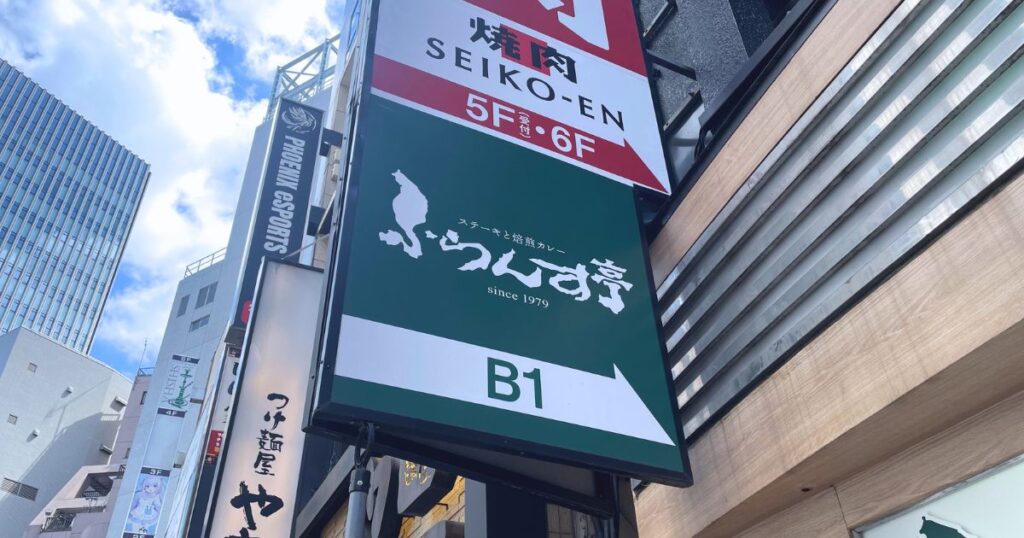 焼肉
SEIKO-EN
5F(受付)・6F
ステーキと焙煎カレー
ふらんす亭
since 1979
B1
PHOENIX eSPORTS
つけ麺屋
や